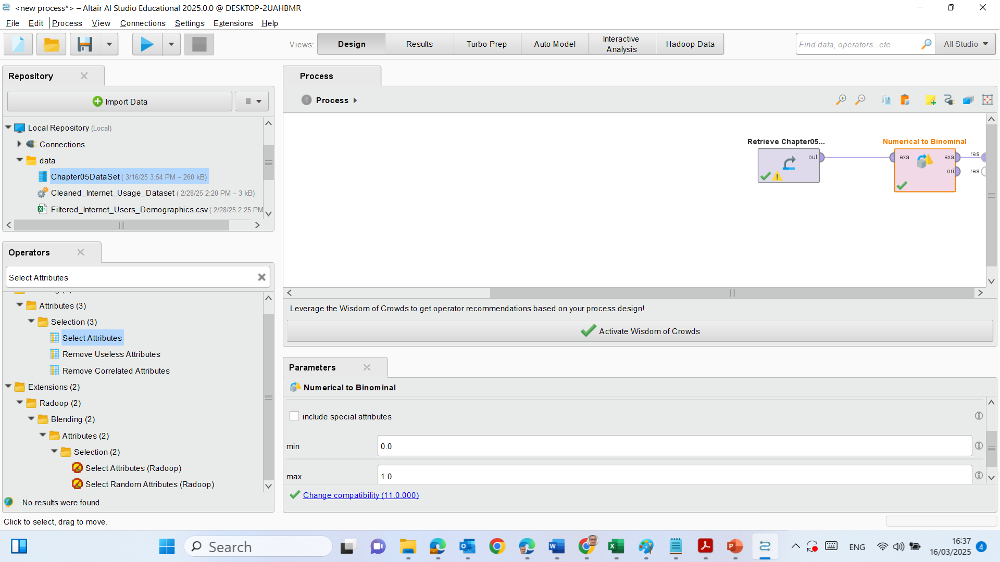 <new process*> – Altair AI Studio Educational 2025.0.0 @ DESKTOP-2UAHBMR
File Edit Process View Connections Settings Extensions Help
Views: Design Results Turbo Prep Auto Model Interactive Analysis Hadoop Data
Find data, operators...etc All Studio
Repository
Import Data
Local Repository (Local)
Connections
data
Chapter05DataSet ( 3/16/25 3:54 PM – 260 kB)
Cleaned_Internet_Usage_Dataset ( 2/28/25 2:20 PM – 3 kB)
Filtered_Internet_Users_Demographics.csv ( 2/28/25 2:25 PM
Operators
Select Attributes
Attributes (3)
Selection (3)
Select Attributes
Remove Useless Attributes
Remove Correlated Attributes
Extensions (2)
Radoop (2)
Blending (2)
Attributes (2)
Selection (2)
Select Attributes (Radoop)
Select Random Attributes (Radoop)
No results were found.
Process
Process
Retrieve Chapter05...
out
Numerical to Binominal
exa exa
ori
res
res
Leverage the Wisdom of Crowds to get operator recommendations based on your process design!
Activate Wisdom of Crowds
Parameters
Numerical to Binominal
include special attributes
min 0.0
max 1.0
Change compatibility (11.0.000)
Click to select, drag to move.
Search
ENG
16:37
16/03/2025
4